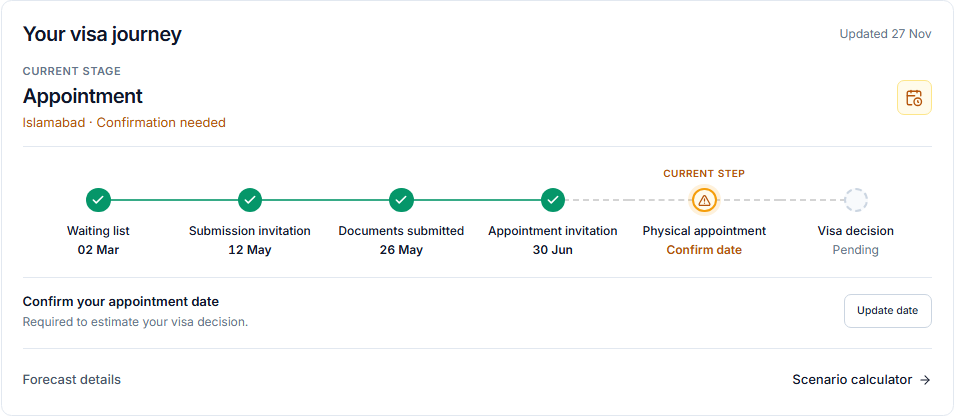 Your visa journey
Updated 27 Nov
CURRENT STAGE
Appointment
Islamabad · Confirmation needed
CURRENT STEP
Waiting list
02 Mar
Submission invitation
12 May
Documents submitted
26 May
Appointment invitation
30 Jun
Physical appointment
Confirm date
Visa decision
Pending
Confirm your appointment date
Required to estimate your visa decision.
Update date
Forecast details
Scenario calculator →